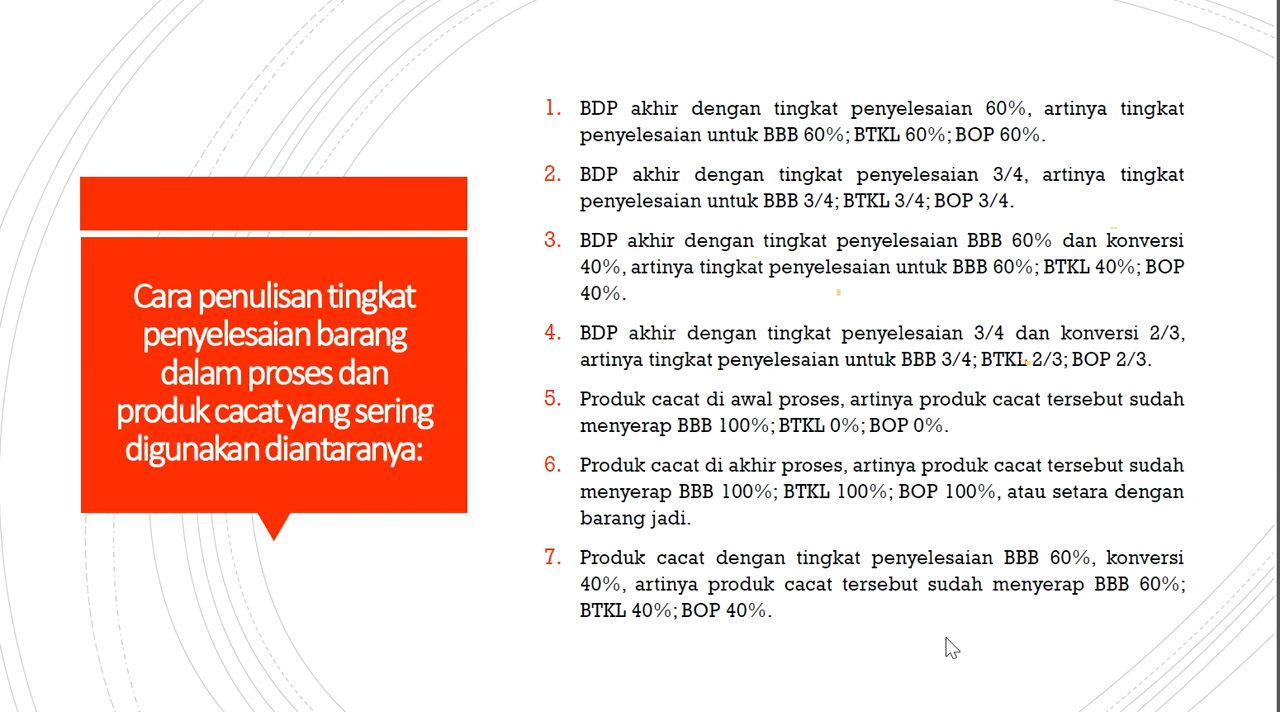 Cara penulisan tingkat
penyelesaian barang
dalam proses dan
produk cacat yang sering
digunakan diantaranya:
1. BDP akhir dengan tingkat penyelesaian 60%, artinya tingkat
penyelesaian untuk BBB 60%; BTKL 60%; BOP 60%.
2. BDP akhir dengan tingkat penyelesaian 3/4, artinya tingkat
penyelesaian untuk BBB 3/4; BTKL 3/4; BOP 3/4.
3. BDP akhir dengan tingkat penyelesaian BBB 60% dan konversi
40%, artinya tingkat penyelesaian untuk BBB 60%; BTKL 40%; BOP
40%.
4. BDP akhir dengan tingkat penyelesaian 3/4 dan konversi 2/3,
artinya tingkat penyelesaian untuk BBB 3/4; BTKL 2/3; BOP 2/3.
5. Produk cacat di awal proses, artinya produk cacat tersebut sudah
menyerap BBB 100%; BTKL 0%; BOP 0%.
6. Produk cacat di akhir proses, artinya produk cacat tersebut sudah
menyerap BBB 100%; BTKL 100%; BOP 100%, atau setara dengan
barang jadi.
7. Produk cacat dengan tingkat penyelesaian BBB 60%, konversi
40%, artinya produk cacat tersebut sudah menyerap BBB 60%;
BTKL 40%; BOP 40%.